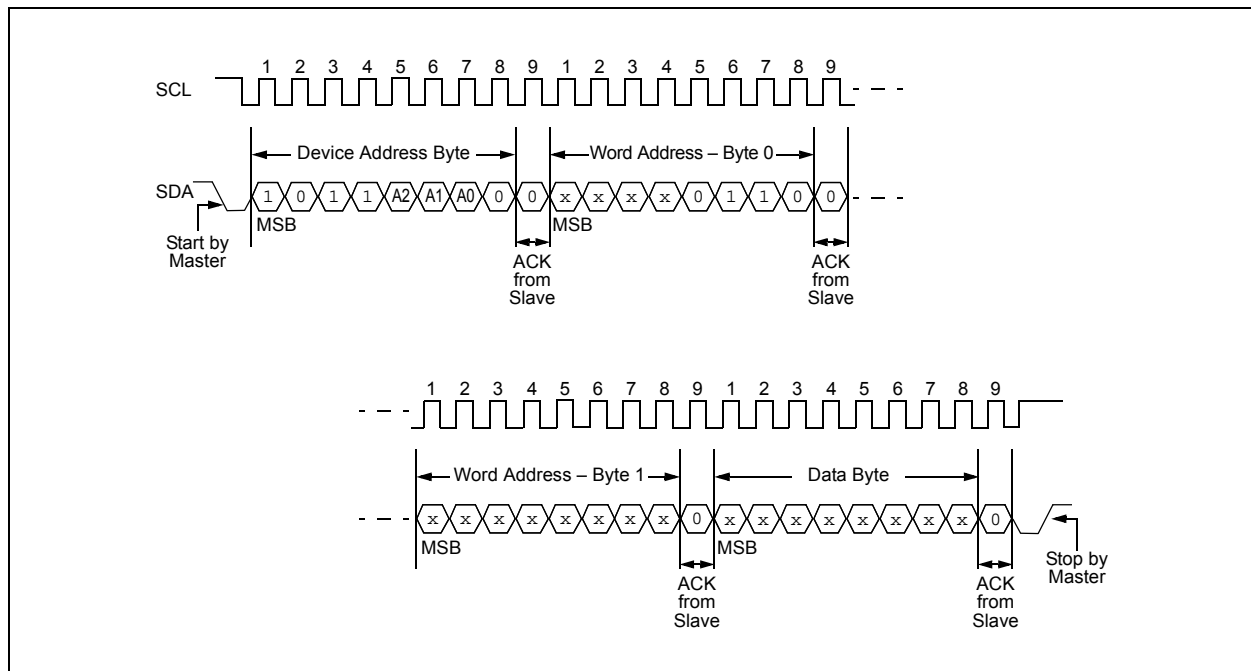 1 2 3 4 5 6 7 8 9 1 2 3 4 5 6 7 8 9
SCL
Device Address Byte Word Address – Byte 0
SDA 1 0 1 1 A2 A1 A0 0 0 x x x x 0 1 1 0 0
MSB MSB
Start by
Master
ACK
from
Slave
ACK
from
Slave
1 2 3 4 5 6 7 8 9 1 2 3 4 5 6 7 8 9
Word Address – Byte 1 Data Byte
x x x x x x x x 0 x x x x x x x x 0
MSB MSB
ACK
from
Slave
ACK
from
Slave
Stop by
Master